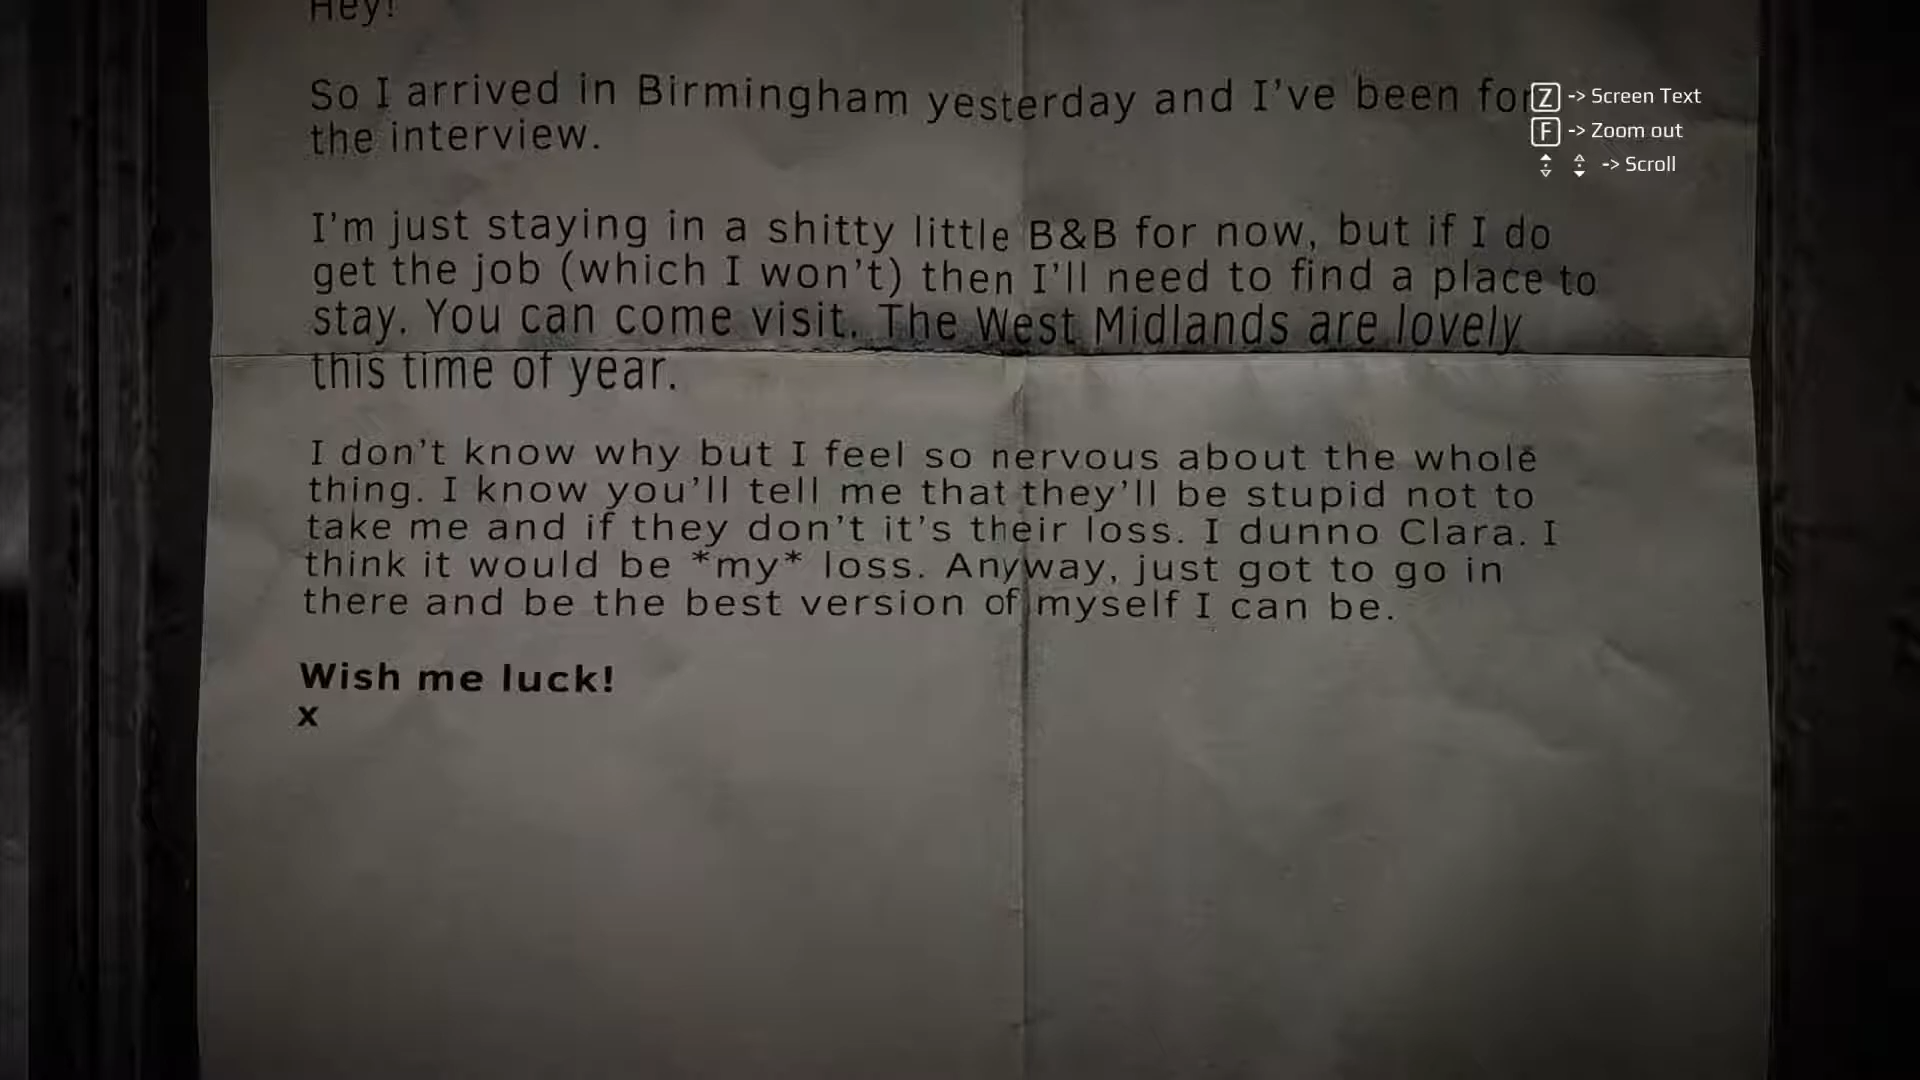 Hey!
So I arrived in Birmingham yesterday and I've been for
the interview.
I'm just staying in a shitty little B&B for now, but if I do
get the job (which I won't) then I'll need to find a place to
stay. You can come visit. The West Midlands are lovely
this time of year.
I don't know why but I feel so nervous about the whole
thing. I know you'll tell me that they'll be stupid not to
take me and if they don't it's their loss. I dunno Clara. I
think it would be *my* loss. Anyway, just got to go in
there and be the best version of myself I can be.
Wish me luck!
x
Z -> Screen Text
F -> Zoom out
-> Scroll